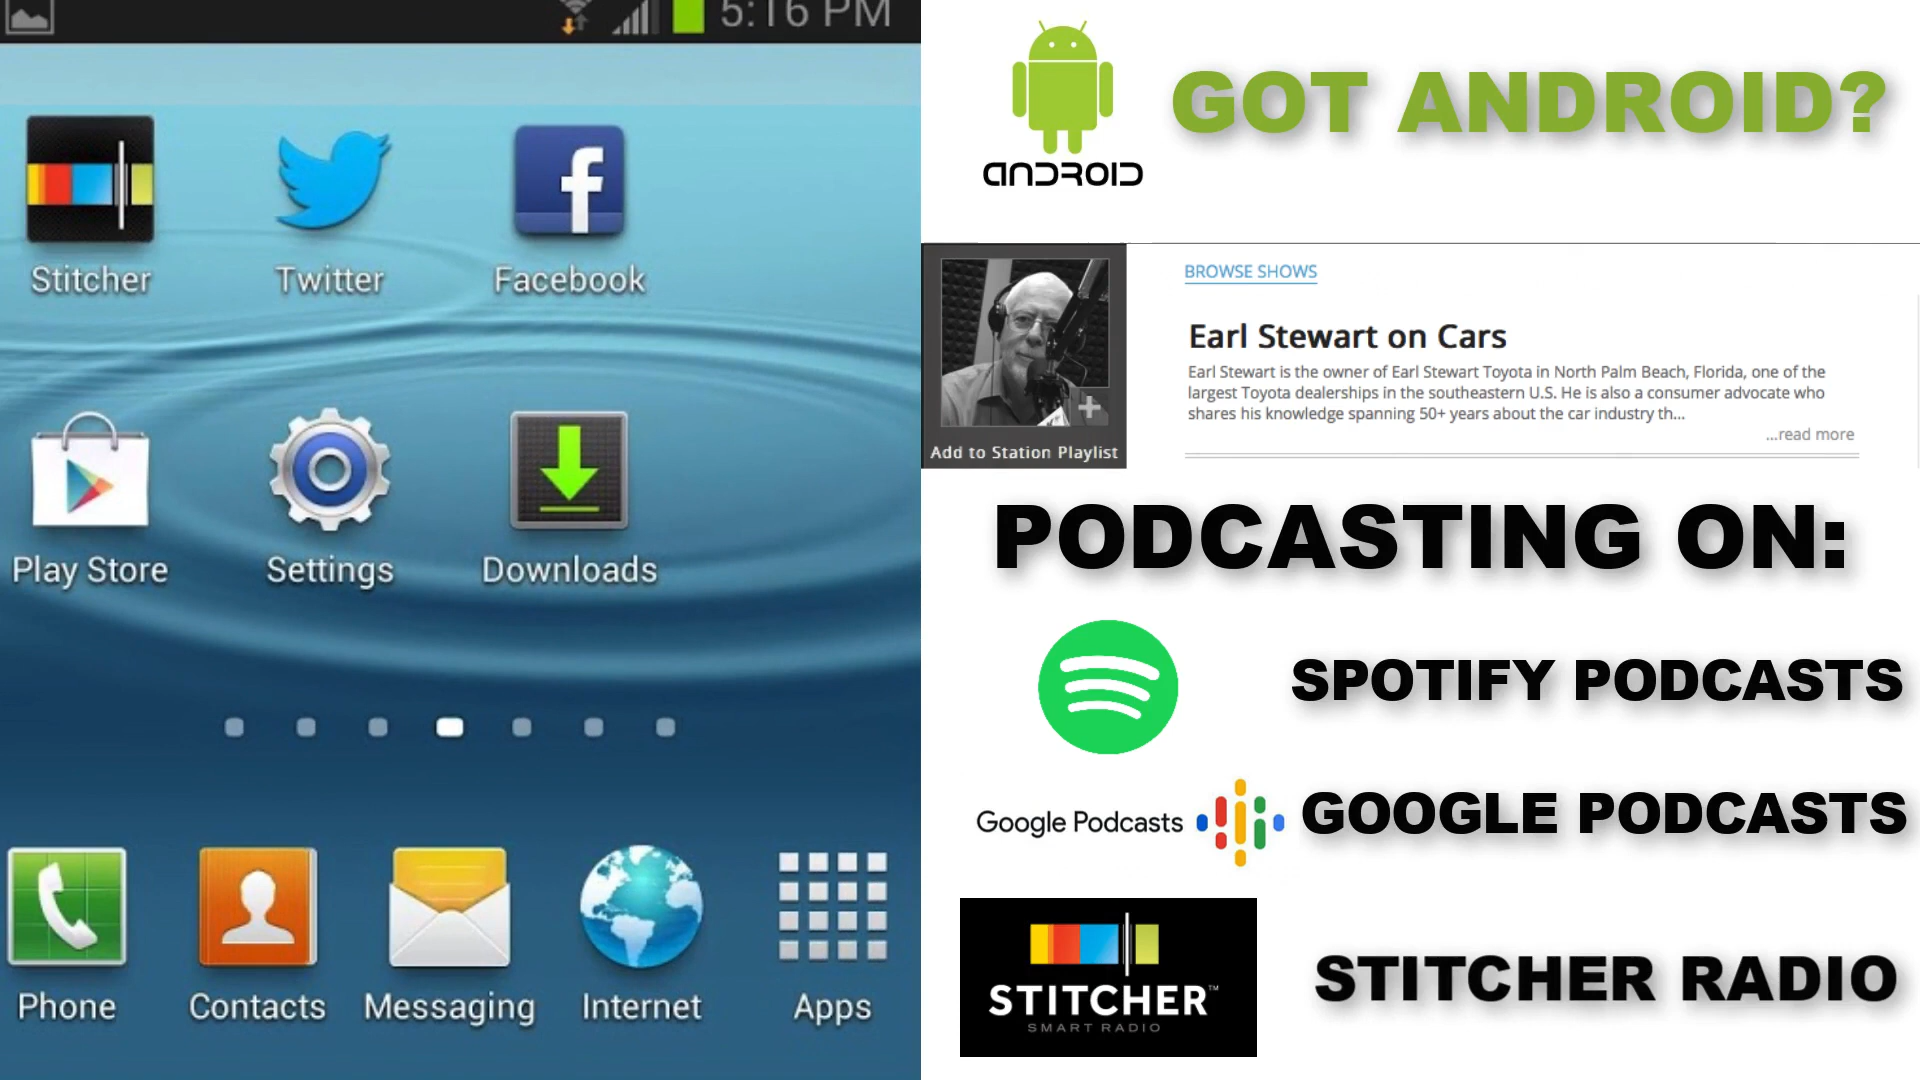 5:16 PM
Stitcher
Twitter
Facebook
Play Store
Settings
Downloads
Phone
Contacts
Messaging
Internet
Apps
ANDROID
GOT ANDROID?
Add to Station Playlist
BROWSE SHOWS
Earl Stewart on Cars
Earl Stewart is the owner of Earl Stewart Toyota in North Palm Beach, Florida, one of the
largest Toyota dealerships in the southeastern U.S. He is also a consumer advocate who
shares his knowledge spanning 50+ years about the car industry th...
...read more
PODCASTING ON:
SPOTIFY PODCASTS
Google Podcasts
GOOGLE PODCASTS
STITCHER™
SMART RADIO
STITCHER RADIO